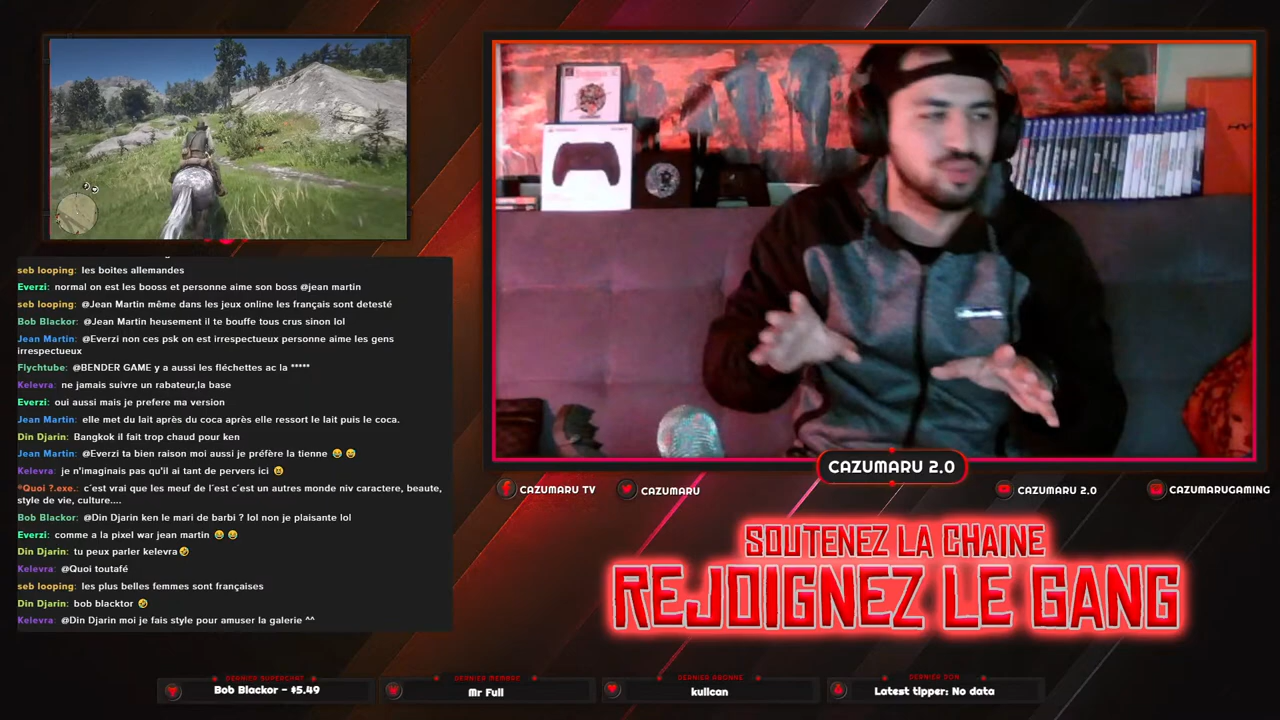 seb looping: les boites allemandes
Everzi: normal on est les booss et personne aime son boss @jean martin
seb looping: @Jean Martin même dans les jeux online les français sont detesté
Bob Blackor: @Jean Martin heusement il te bouffe tous crus sinon lol
Jean Martin: @Everzi non ces psk on est irrespectueux personne aime les gens
irrespectueux
Flychtube: @BENDER GAME y a aussi les fléchettes ac la *****
Kelevra: ne jamais suivre un rabateur,la base
Everzi: oui aussi mais je prefere ma version
Jean Martin: elle met du lait après du coca après elle ressort le lait puis le coca.
Din Djarin: Bangkok il fait trop chaud pour ken
Jean Martin: @Everzi ta bien raison moi aussi je préfère la tienne 😂 😅
Kelevra: je n'imaginais pas qu'il ai tant de pervers ici 😆
*Quoi ?.exe.: c´est vrai que les meuf de l´est c´est un autres monde niv caractere, beaute,
style de vie, culture....
Bob Blackor: @Din Djarin ken le mari de barbi ? lol non je plaisante lol
Everzi: comme a la pixel war jean martin 😂 😂
Din Djarin: tu peux parler kelevra🤣
Kelevra: @Quoi toutafé
seb looping: les plus belles femmes sont françaises
Din Djarin: bob blacktor 🤣
Kelevra: @Din Djarin moi je fais style pour amuser la galerie ^^
CAZUMARU 2.0
CAZUMARU TV
CAZUMARU
CAZUMARU 2.0
CAZUMARUGAMING
SOUTENEZ LA CHAINE
REJOIGNEZ LE GANG
DERNIER SUPERCHAT
Bob Blackor - $5.49
DERNIER MEMBRE
Mr Full
DERNIER ABONNE
kulican
DERNIER DON
Latest tipper: No data